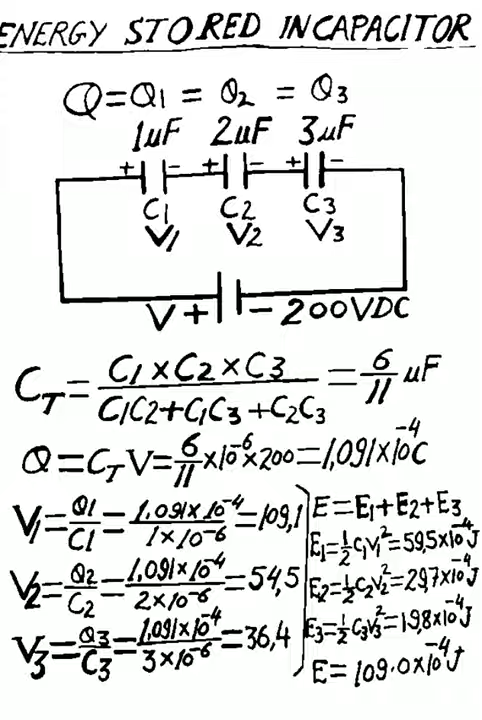 ENERGY STORED IN CAPACITOR
Q = Q1 = Q2 = Q3
1μF 2μF 3μF
+ - + - + -
C1 C2 C3
V1 V2 V3
V + - 200VDC
CT = C1 × C2 × C3 / C1C2+C1C3+C2C3 = 6/11 μF
Q = CT V = 6/11 × 10^-6 × 200 = 1,091 × 10^-4 C
V1 = Q1/C1 = 1,091×10^-4 / 1×10^-6 = 109,1
V2 = Q2/C2 = 1,091×10^-4 / 2×10^-6 = 54,5
V3 = Q3/C3 = 1,091×10^-4 / 3×10^-6 = 36,4
E = E1 + E2 + E3
E1 = 1/2 C1V1^2 = 59,5×10^-4 J
E2 = 1/2 C2V2^2 = 29,7×10^-4 J
E3 = 1/2 C3V3^2 = 19,8×10^-4 J
E = 109.0×10^-4 J